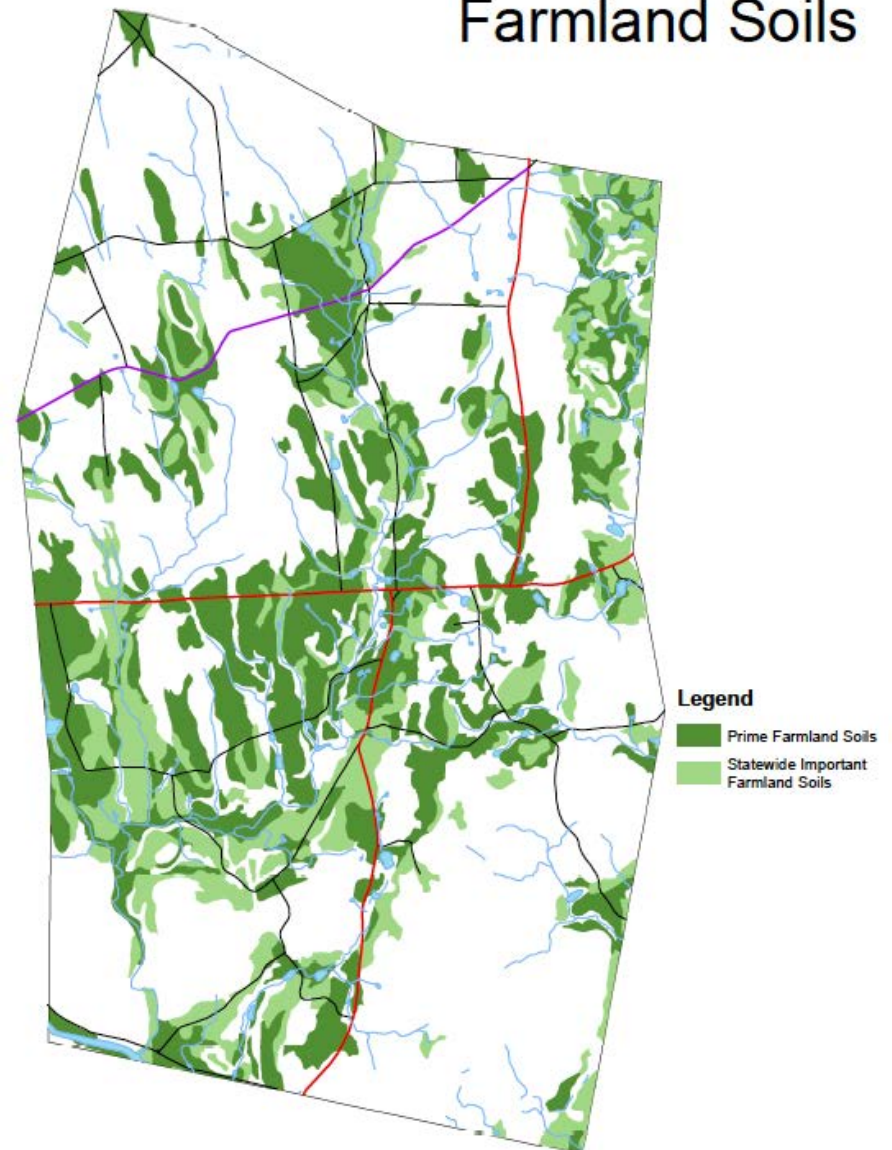 Farmland Soils
Legend
Prime Farmland Soils
Statewide Important
Farmland Soils